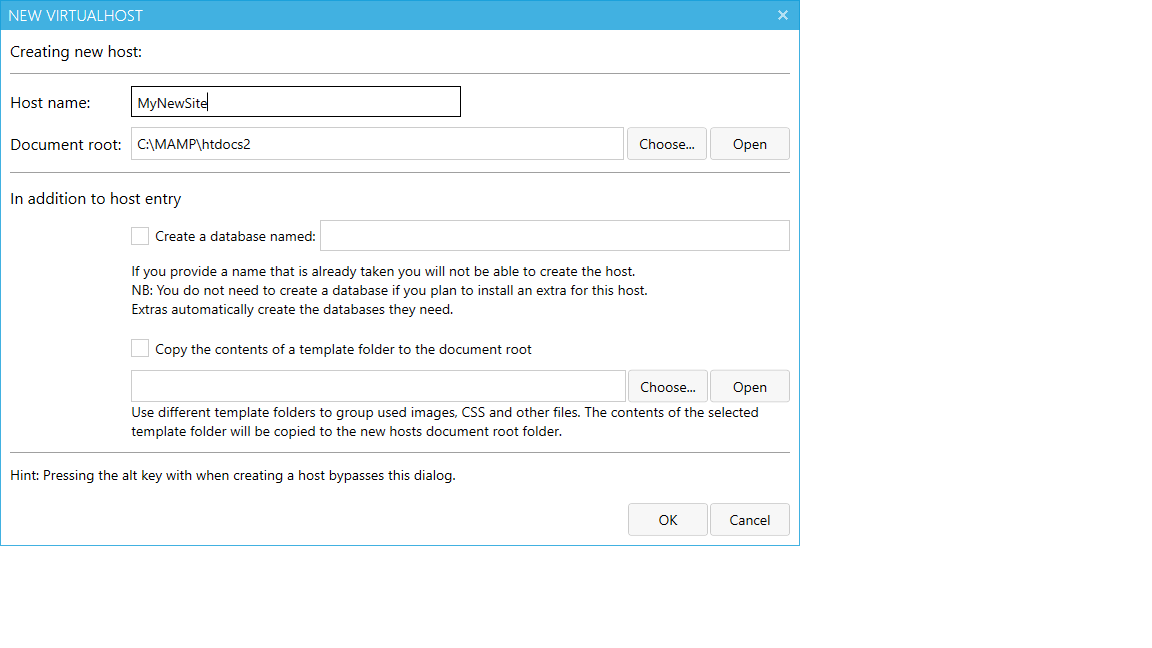 NEW VIRTUALHOST
Creating new host:
Host name: MyNewSite
Document root: C:\MAMP\htdocs2 Choose... Open
In addition to host entry
Create a database named:
If you provide a name that is already taken you will not be able to create the host.
NB: You do not need to create a database if you plan to install an extra for this host.
Extras automatically create the databases they need.
Copy the contents of a template folder to the document root
Choose... Open
Use different template folders to group used images, CSS and other files. The contents of the selected
template folder will be copied to the new hosts document root folder.
Hint: Pressing the alt key with when creating a host bypasses this dialog.
OK Cancel